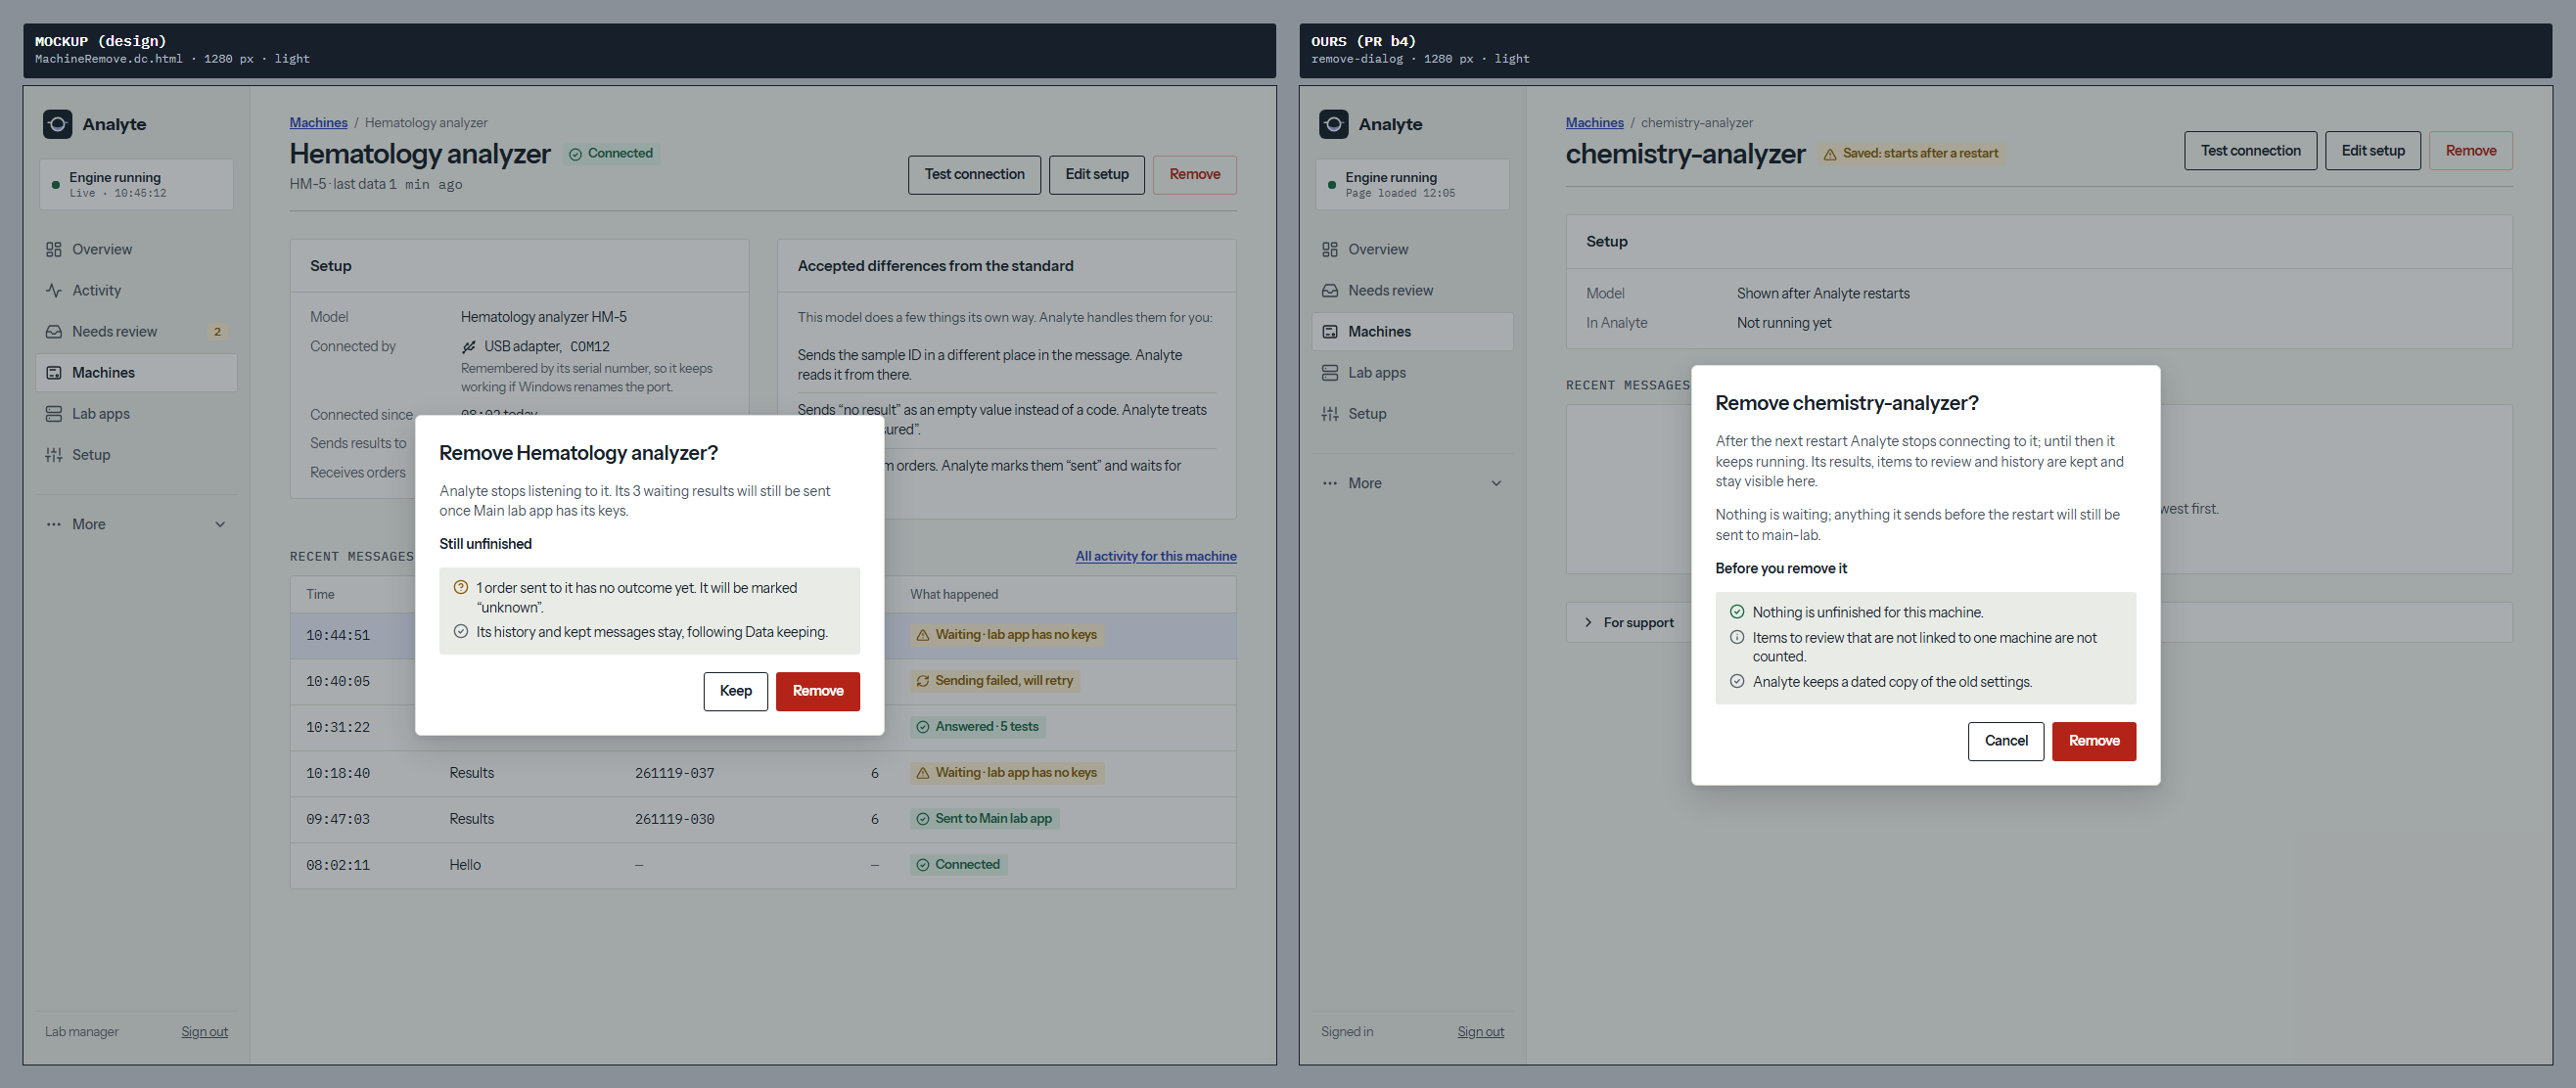 MOCKUP (design)
MachineRemove.dc.html · 1280 px · light
Analyte
Engine running
Live · 10:45:12
Overview
Activity
Needs review 2
Machines
Lab apps
Setup
More
Lab manager Sign out
Machines / Hematology analyzer
Hematology analyzer Connected
HM-5 · last data 1 min ago
Test connection Edit setup Remove
Setup
Model Hematology analyzer HM-5
Connected by USB adapter, COM12
Remembered by its serial number, so it keeps
working if Windows renames the port.
Connected since 08:02 today
Sends results to
Receives orders
Accepted differences from the standard
This model does a few things its own way. Analyte handles them for you:
Sends the sample ID in a different place in the message. Analyte
reads it from there.
Sends “no result” as an empty value instead of a code. Analyte treats
orders. Analyte marks them “sent” and waits for
Remove Hematology analyzer?
Analyte stops listening to it. Its 3 waiting results will still be sent
once Main lab app has its keys.
Still unfinished
1 order sent to it has no outcome yet. It will be marked
“unknown”.
Its history and kept messages stay, following Data keeping.
Keep Remove
RECENT MESSAGES All activity for this machine
Time What happened
10:44:51 Waiting · lab app has no keys
10:40:05 Sending failed, will retry
10:31:22 Answered · 5 tests
10:18:40 Results 261119-037 6 Waiting · lab app has no keys
09:47:03 Results 261119-030 6 Sent to Main lab app
08:02:11 Hello — — Connected
OURS (PR b4)
remove-dialog · 1280 px · light
Analyte
Engine running
Page loaded 12:05
Overview
Needs review
Machines
Lab apps
Setup
More
Signed in Sign out
Machines / chemistry-analyzer
chemistry-analyzer Saved: starts after a restart
Test connection Edit setup Remove
Setup
Model Shown after Analyte restarts
In Analyte Not running yet
RECENT MESSAGES
first.
For support
Remove chemistry-analyzer?
After the next restart Analyte stops connecting to it; until then it
keeps running. Its results, items to review and history are kept and
stay visible here.
Nothing is waiting; anything it sends before the restart will still be
sent to main-lab.
Before you remove it
Nothing is unfinished for this machine.
Items to review that are not linked to one machine are not
counted.
Analyte keeps a dated copy of the old settings.
Cancel Remove